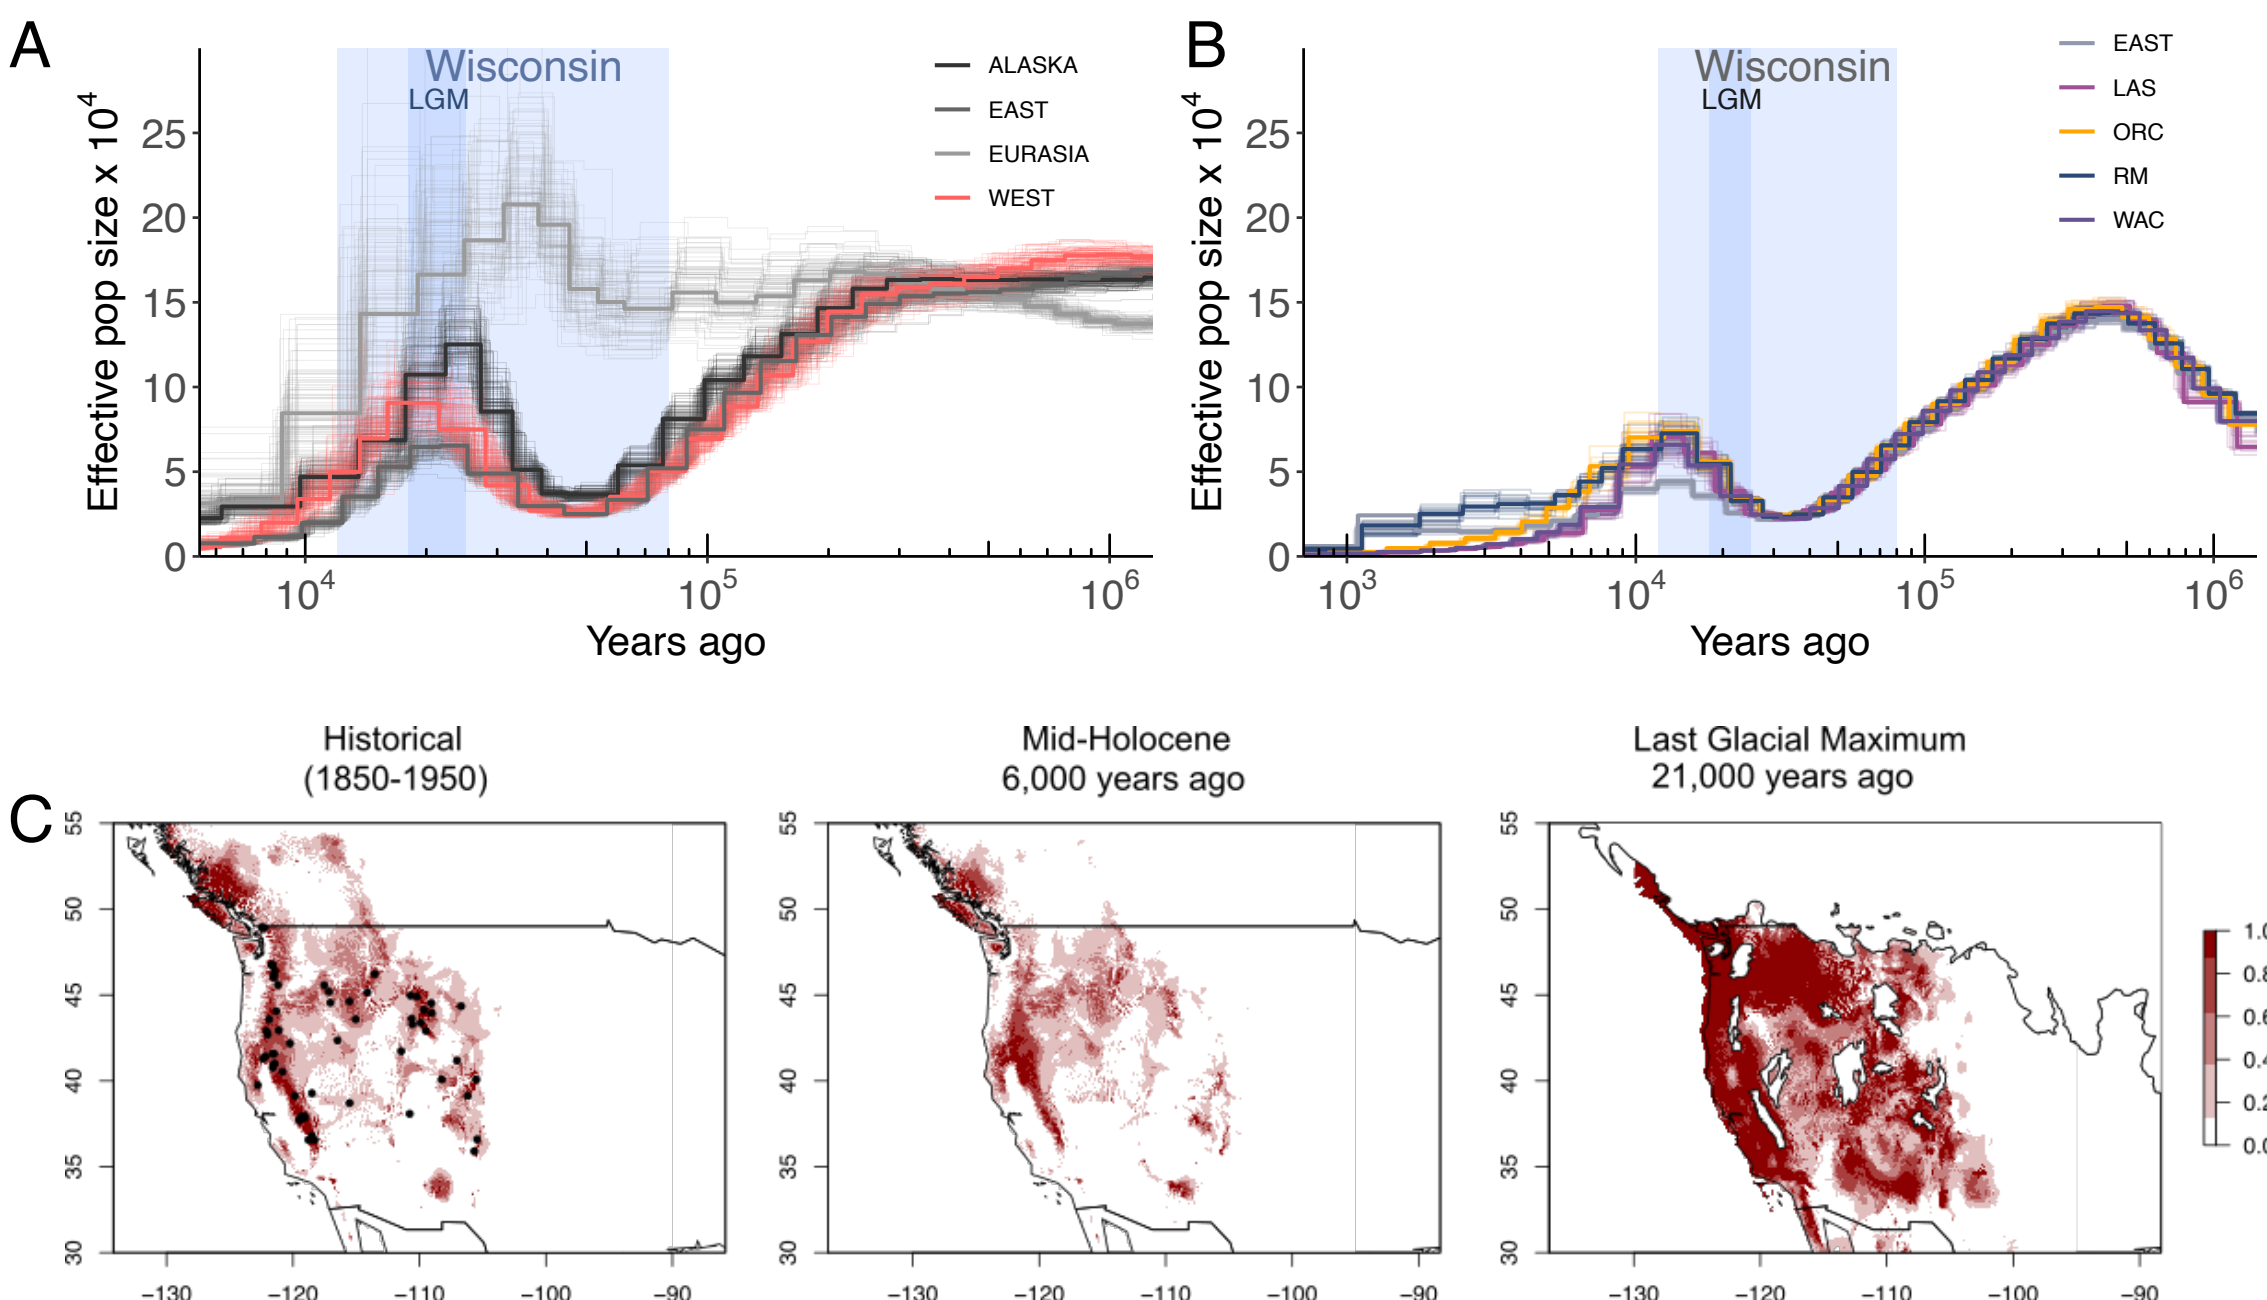 A
Wisconsin
LGM
ALASKA
EAST
EURASIA
WEST
Effective pop size x 10^4
25
20
15
10
5
0
10^4 10^5 10^6
Years ago
B
Wisconsin
LGM
EAST
LAS
ORC
RM
WAC
Effective pop size x 10^4
25
20
15
10
5
0
10^3 10^4 10^5 10^6
Years ago
C
Historical
(1850-1950)
55
50
45
40
35
30
−130 −120 −110 −100 −90
Mid-Holocene
6,000 years ago
55
50
45
40
35
30
−130 −120 −110 −100 −90
Last Glacial Maximum
21,000 years ago
55
50
45
40
35
30
−130 −120 −110 −100 −90
1.0
0.8
0.6
0.4
0.2
0.0